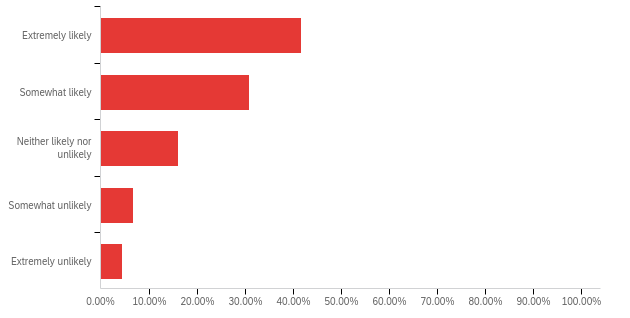 Extremely likely
Somewhat likely
Neither likely nor
unlikely
Somewhat unlikely
Extremely unlikely
0.00% 10.00% 20.00% 30.00% 40.00% 50.00% 60.00% 70.00% 80.00% 90.00% 100.00%